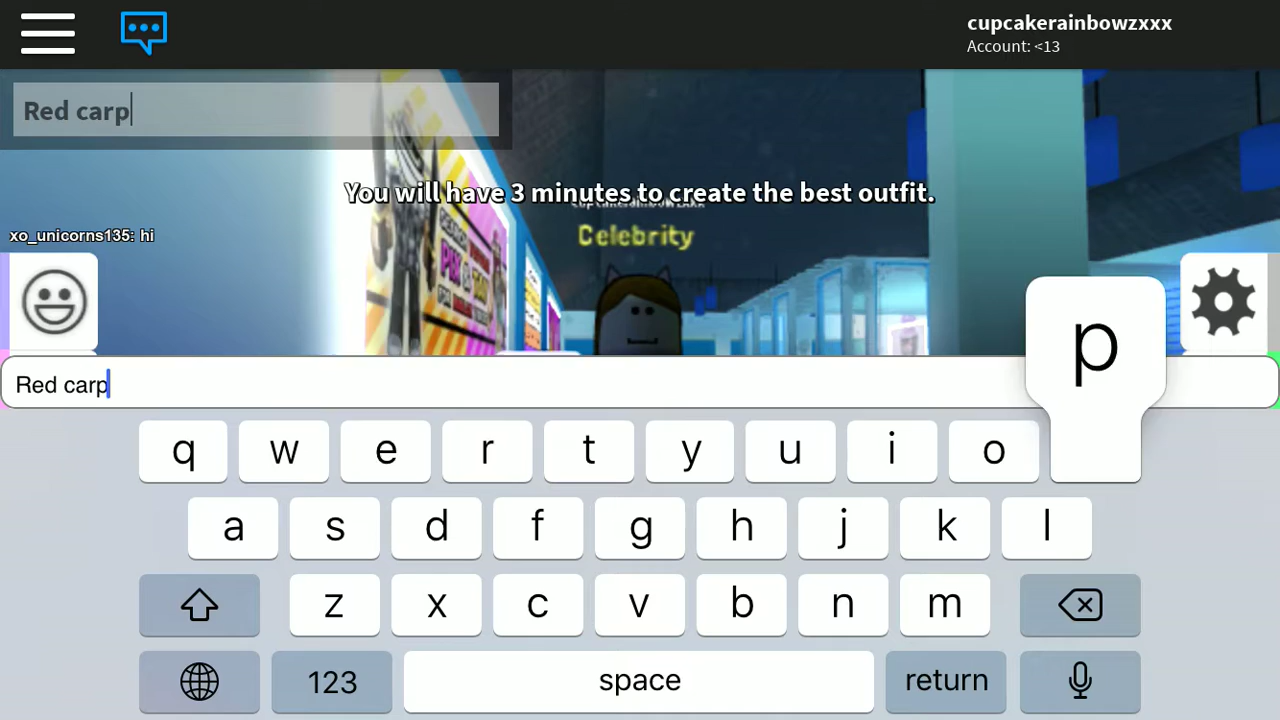 cupcakerainbowzxxx
Account: <13
Red carp
You will have 3 minutes to create the best outfit.
Celebrity
xo_unicorns135: hi
p
Red carp
q w e r t y u i o
a s d f g h j k l
z x c v b n m
123 space return